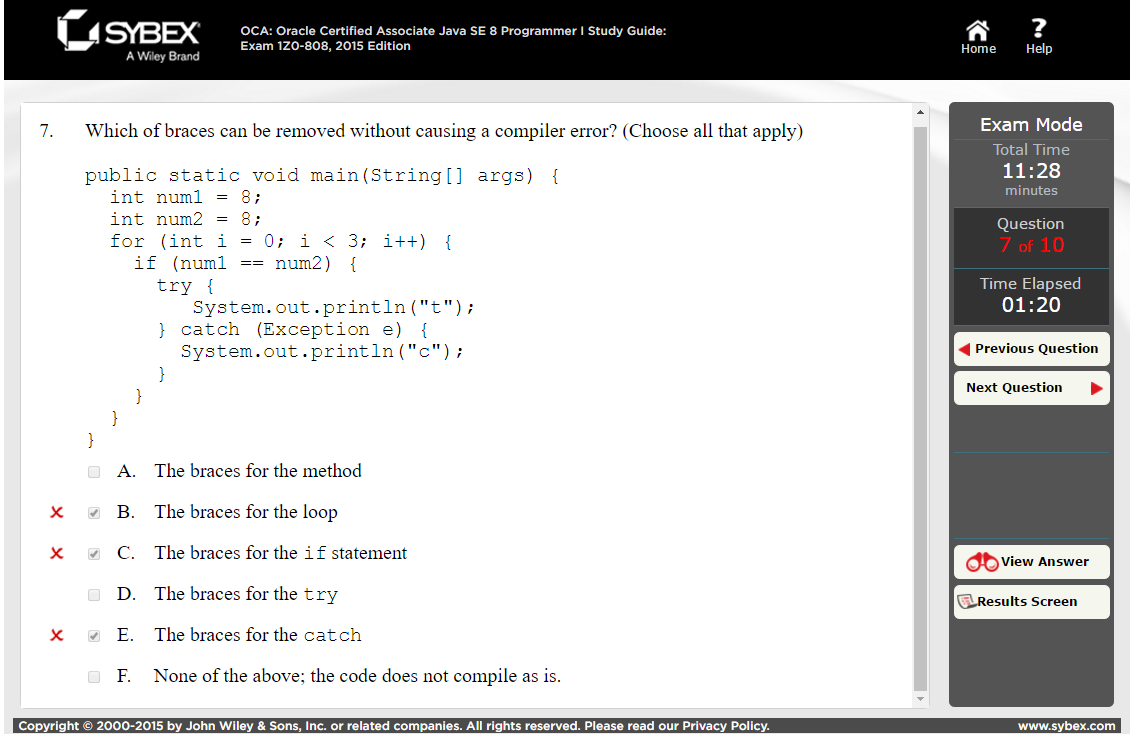 SYBEX
A Wiley Brand
OCA: Oracle Certified Associate Java SE 8 Programmer I Study Guide:
Exam 1Z0-808, 2015 Edition
Home
?
Help
7. Which of braces can be removed without causing a compiler error? (Choose all that apply)
public static void main(String[] args) {
int num1 = 8;
int num2 = 8;
for (int i = 0; i < 3; i++) {
if (num1 == num2) {
try {
System.out.println("t");
} catch (Exception e) {
System.out.println("c");
}
}
}
}
A. The braces for the method
B. The braces for the loop
C. The braces for the if statement
D. The braces for the try
E. The braces for the catch
F. None of the above; the code does not compile as is.
Exam Mode
Total Time
11:28
minutes
Question
7 of 10
Time Elapsed
01:20
Previous Question
Next Question
View Answer
Results Screen
Copyright © 2000-2015 by John Wiley & Sons, Inc. or related companies. All rights reserved. Please read our Privacy Policy.
www.sybex.com